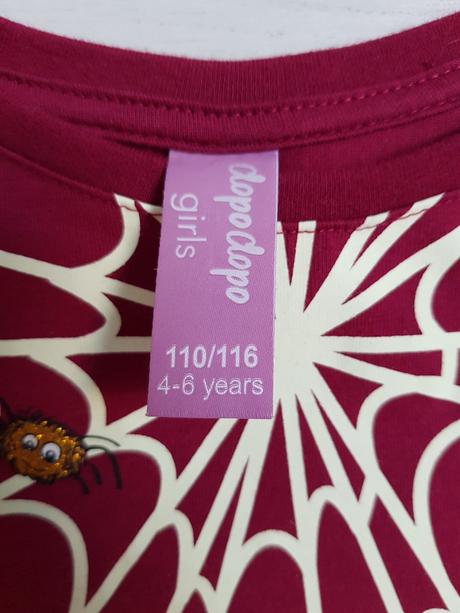 dopodopo
girls
110/116
4-6 years